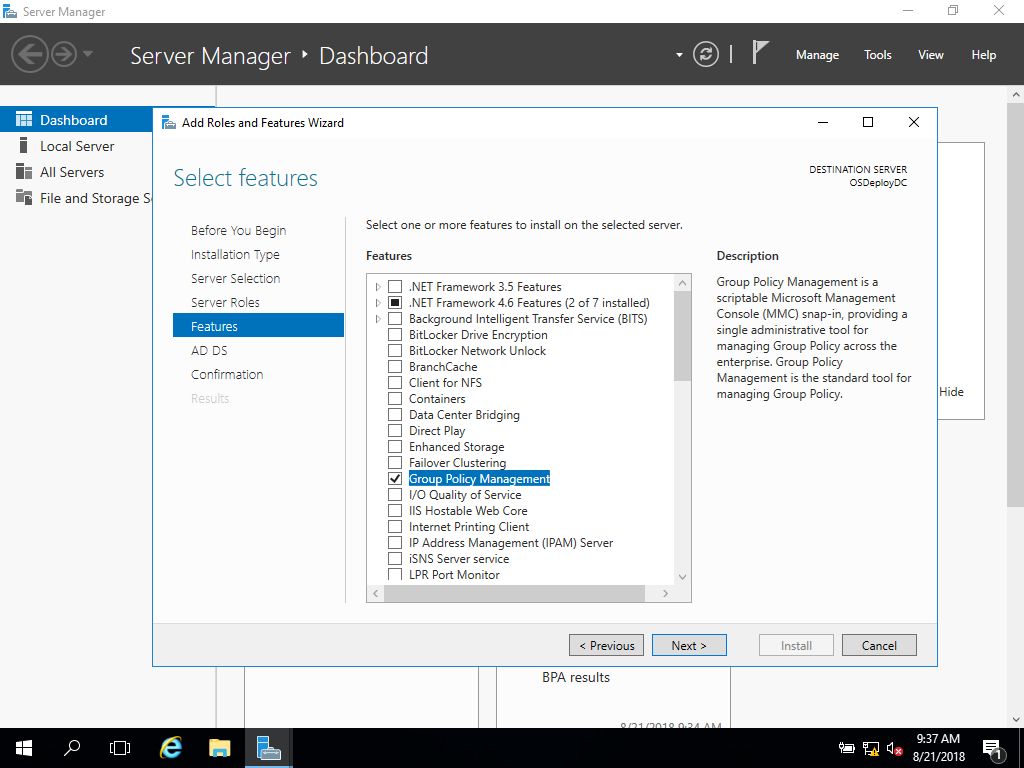 Server Manager
Server Manager ‣ Dashboard
Manage
Tools
View
Help
Dashboard
Local Server
All Servers
File and Storage S
Add Roles and Features Wizard
Select features
DESTINATION SERVER
OSDeployDC
Before You Begin
Installation Type
Server Selection
Server Roles
Features
AD DS
Confirmation
Results
Select one or more features to install on the selected server.
Features
.NET Framework 3.5 Features
.NET Framework 4.6 Features (2 of 7 installed)
Background Intelligent Transfer Service (BITS)
BitLocker Drive Encryption
BitLocker Network Unlock
BranchCache
Client for NFS
Containers
Data Center Bridging
Direct Play
Enhanced Storage
Failover Clustering
Group Policy Management
I/O Quality of Service
IIS Hostable Web Core
Internet Printing Client
IP Address Management (IPAM) Server
iSNS Server service
LPR Port Monitor
Description
Group Policy Management is a
scriptable Microsoft Management
Console (MMC) snap-in, providing a
single administrative tool for
managing Group Policy across the
enterprise. Group Policy
Management is the standard tool for
managing Group Policy.
Hide
< Previous
Next >
Install
Cancel
BPA results
8/21/2018 9:34 AM
9:37 AM
8/21/2018
1